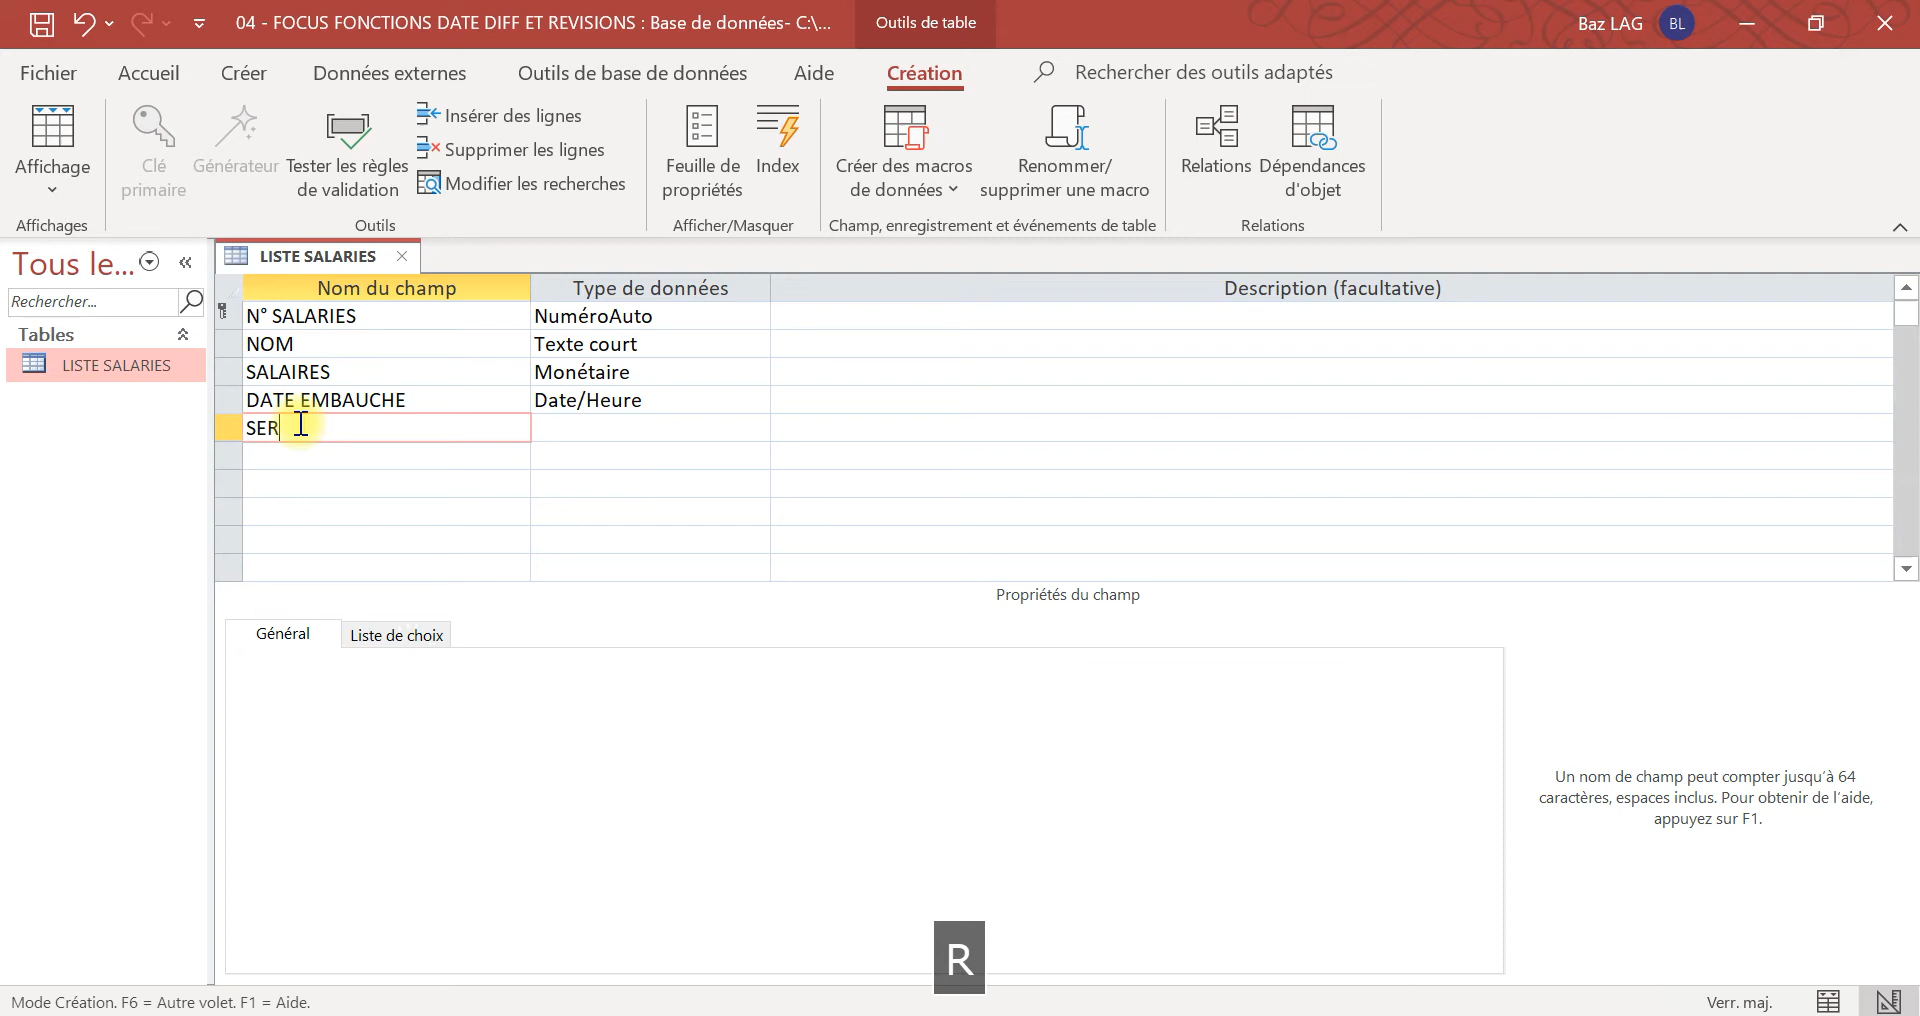 04 - FOCUS FONCTIONS DATE DIFF ET REVISIONS : Base de données- C:\...
Outils de table
Baz LAG
BL
Fichier
Accueil
Créer
Données externes
Outils de base de données
Aide
Création
Rechercher des outils adaptés
Affichage
Clé primaire
Générateur
Tester les règles de validation
Insérer des lignes
Supprimer les lignes
Modifier les recherches
Feuille de propriétés
Index
Créer des macros de données
Renommer/ supprimer une macro
Relations
Dépendances d'objet
Affichages
Outils
Afficher/Masquer
Champ, enregistrement et événements de table
Relations
Tous le...
Rechercher...
Tables
LISTE SALARIES
LISTE SALARIES
Nom du champ
Type de données
Description (facultative)
N° SALARIES
NuméroAuto
NOM
Texte court
SALAIRES
Monétaire
DATE EMBAUCHE
Date/Heure
SER
Propriétés du champ
Général
Liste de choix
Un nom de champ peut compter jusqu'à 64
caractères, espaces inclus. Pour obtenir de l'aide,
appuyez sur F1.
R
Mode Création. F6 = Autre volet. F1 = Aide.
Verr. maj.